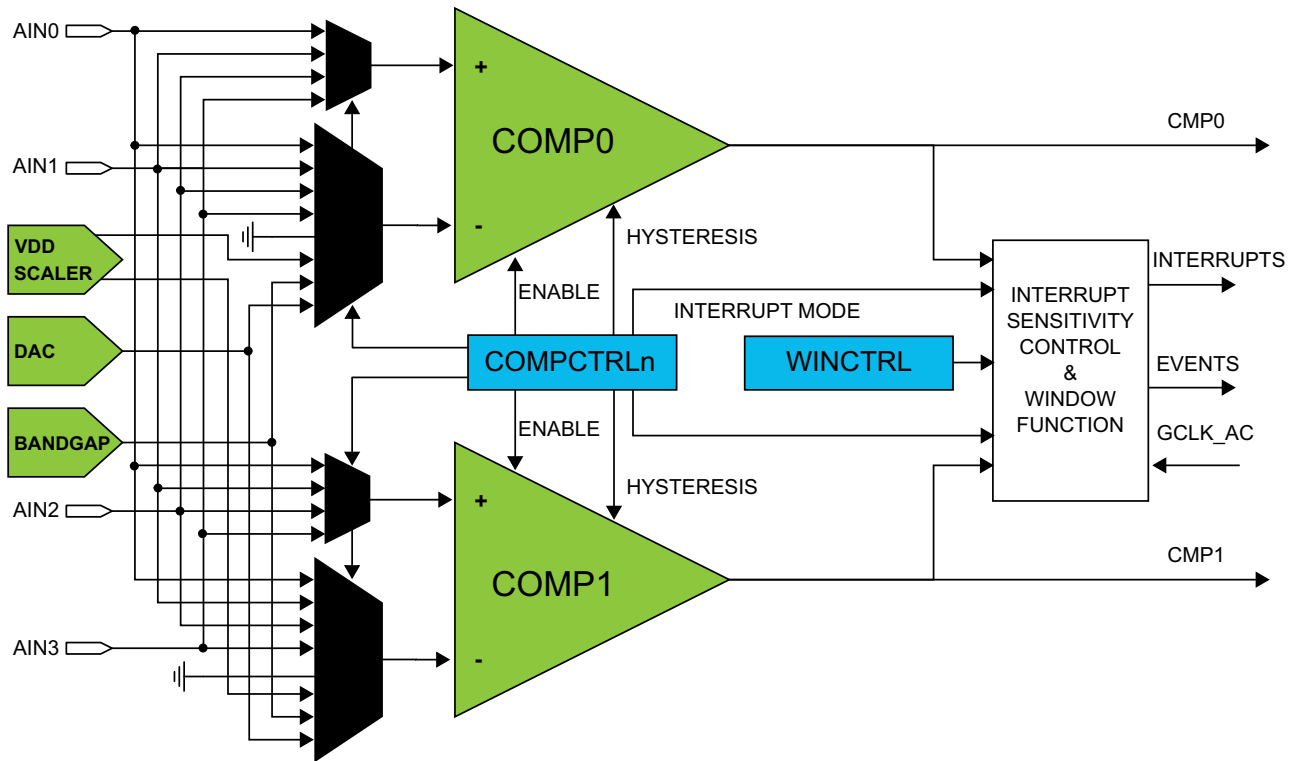 AIN0
+
COMP0
-
CMP0
AIN1
VDD
SCALER
HYSTERESIS
ENABLE
INTERRUPT MODE
INTERRUPT
SENSITIVITY
CONTROL
&
WINDOW
FUNCTION
INTERRUPTS
EVENTS
GCLK_AC
DAC
COMPCTRLn
WINCTRL
BANDGAP
ENABLE
HYSTERESIS
AIN2
+
COMP1
-
CMP1
AIN3